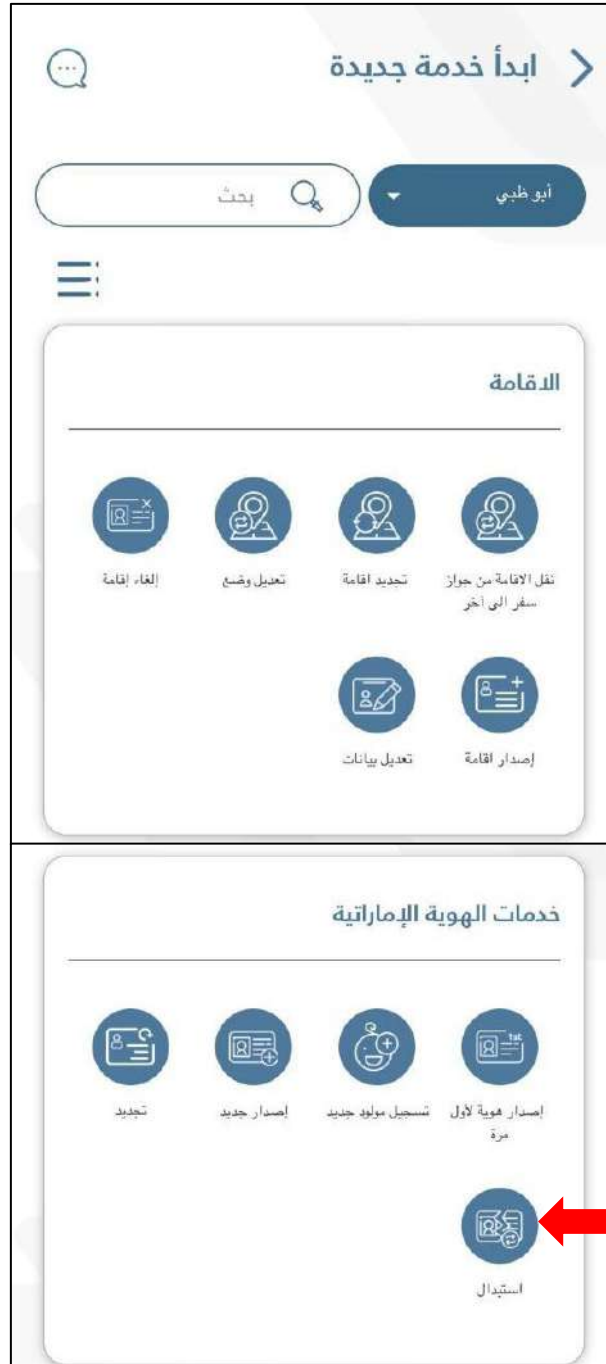 ابدأ خدمة جديدة
أبو ظبي
بحث
الاقامة
نقل الاقامة من جواز
سفر الى آخر
تجديد اقامة
تعديل وضع
إلغاء إقامة
إصدار اقامة
تعديل بيانات
خدمات الهوية الإماراتية
إصدار هوية لأول
مرة
تسجيل مولود جديد
إصدار جديد
تجديد
استبدال